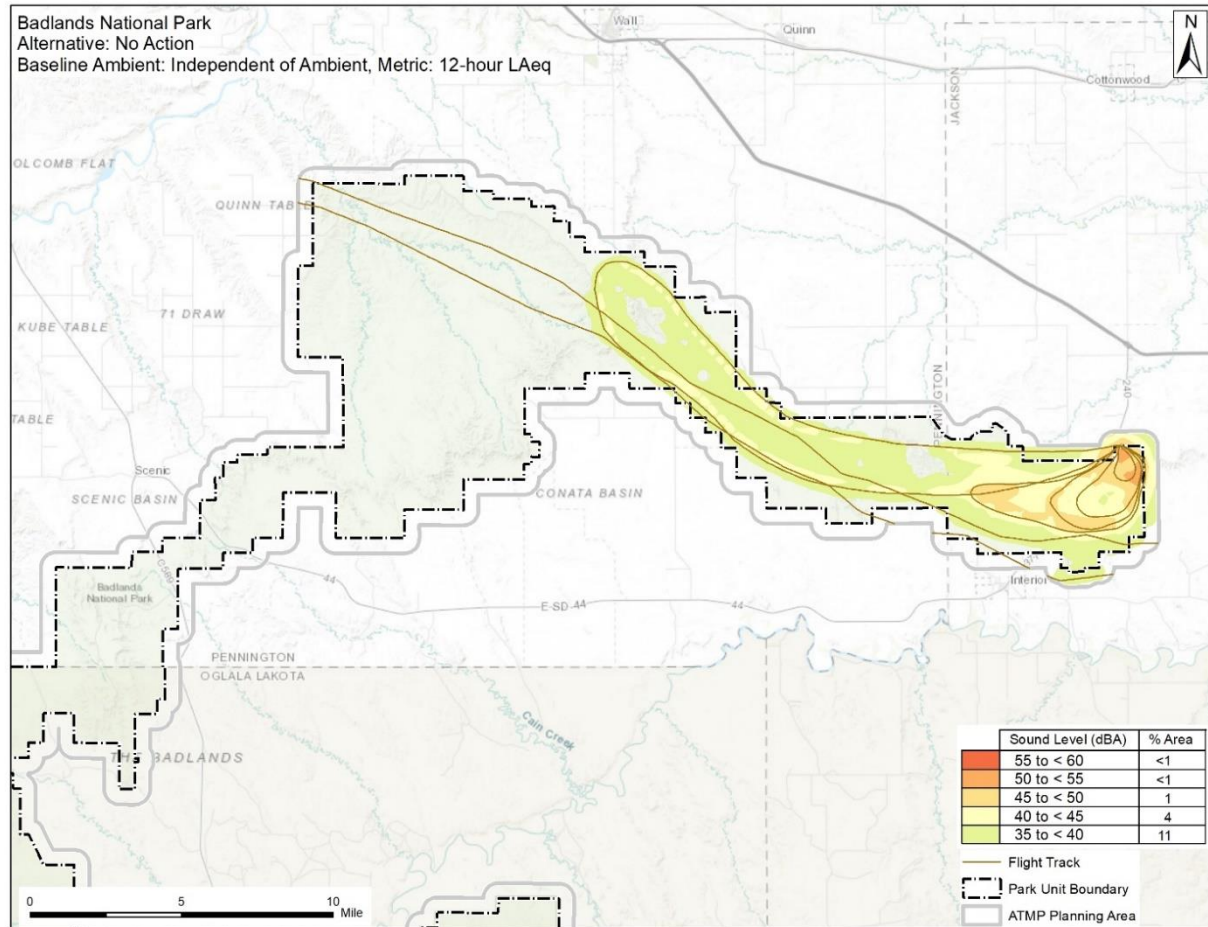 Badlands National Park
Alternative: No Action
Baseline Ambient: Independent of Ambient, Metric: 12-hour LAeq
N
Wall
Quinn
Cottonwood
JACKSON
PENNINGTON
OLCOMB FLAT
QUINN TABLE
71 DRAW
KUBE TABLE
TABLE
240
Scenic
SCENIC BASIN
CONATA BASIN
Interior
44
E-SD-44
44
Badlands
National Park
PENNINGTON
OGLALA LAKOTA
Cain Creek
THE BADLANDS
Sound Level (dBA) % Area
55 to < 60 <1
50 to < 55 <1
45 to < 50 1
40 to < 45 4
35 to < 40 11
Flight Track
Park Unit Boundary
ATMP Planning Area
0 5 10
Mile